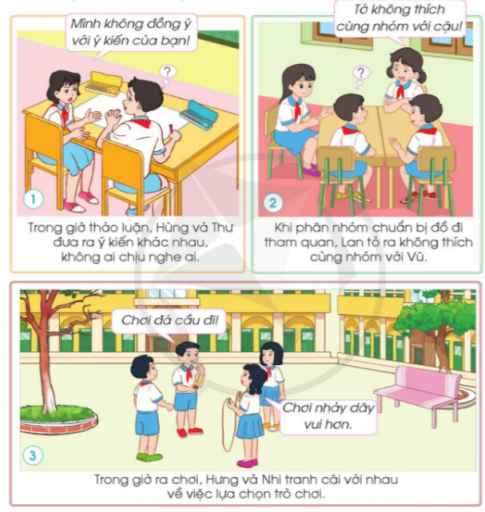 Mình không đồng ý
với ý kiến của bạn!
?
1
Trong giờ thảo luận, Hùng và Thư
đưa ra ý kiến khác nhau,
không ai chịu nghe ai.
Tớ không thích
cùng nhóm với cậu!
?
2
Khi phân nhóm chuẩn bị đồ đi
tham quan, Lan tỏ ra không thích
cùng nhóm với Vũ.
Chơi đá cầu đi!
Chơi nhảy dây
vui hơn.
3
Trong giờ ra chơi, Hưng và Nhi tranh cãi với nhau
về việc lựa chọn trò chơi.